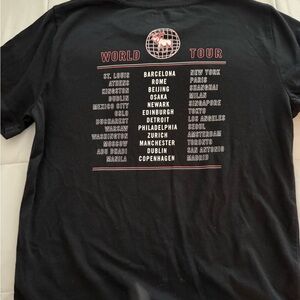 WORLD TOUR
ST. LOUIS BARCELONA NEW YORK
ATHENS ROME PARIS
KINGSTON BEIJING SHANGHAI
DUBLIN OSAKA MILAN
MEXICO CITY NEWARK SINGAPORE
OSLO EDINBURGH TOKYO
BUCHAREST DETROIT LOS ANGELES
WARSAW PHILADELPHIA SEOUL
WASHINGTON ZURICH AMSTERDAM
MOSCOW MANCHESTER TORONTO
ABU DHABI DUBLIN SAN ANTONIO
MANILA COPENHAGEN MADRID